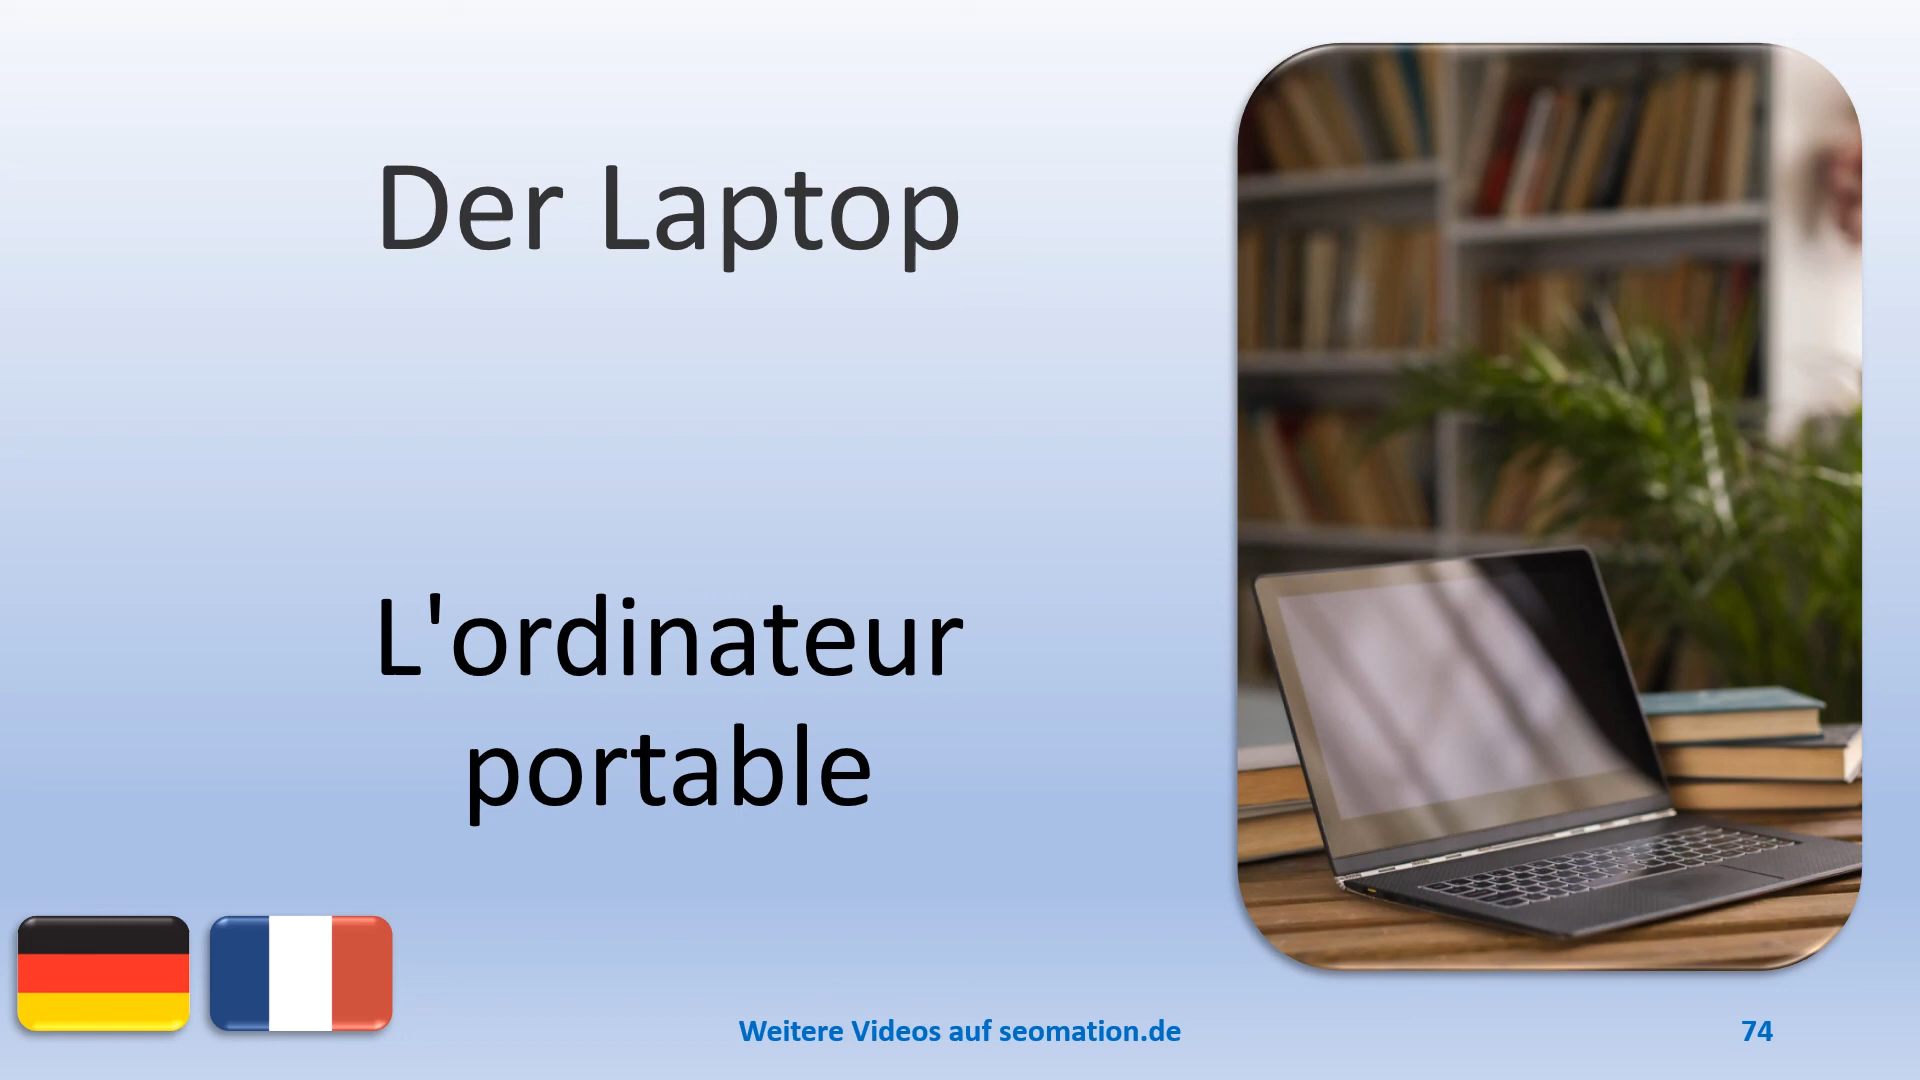 Der Laptop
L'ordinateur
portable
Weitere Videos auf seomation.de
74